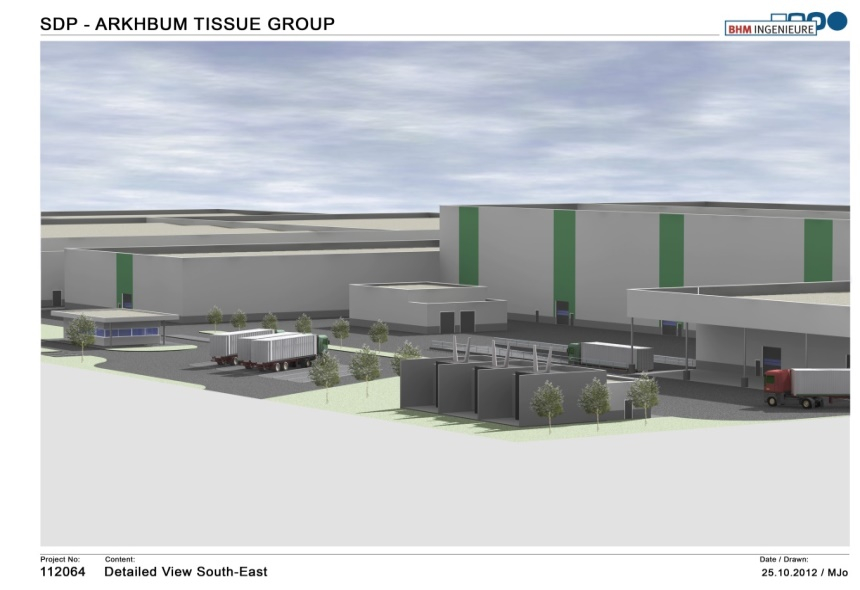 SDP - ARKHBUM TISSUE GROUP
BHM INGENIEURE
Project No: Content: Date / Drawn:
112064 Detailed View South-East 25.10.2012 / MJo